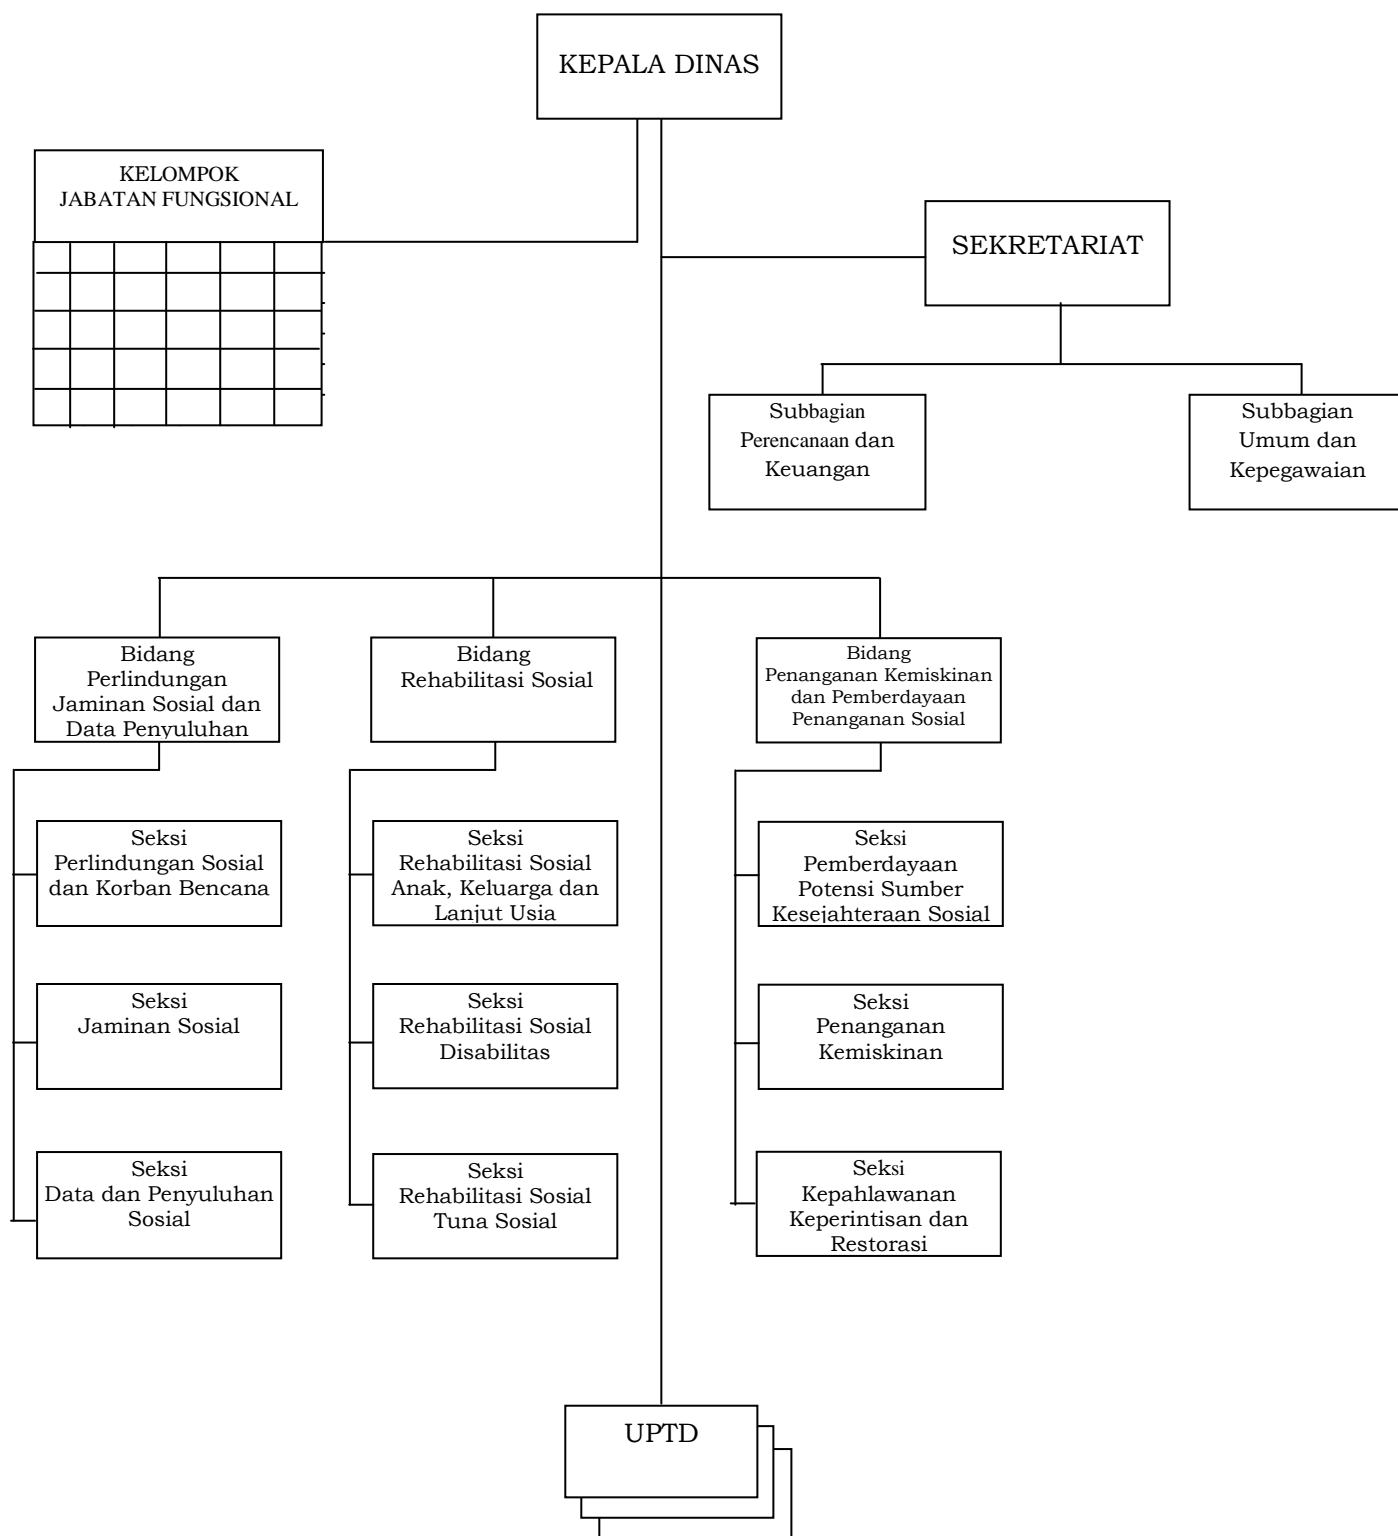 KEPALA DINAS
KELOMPOK
JABATAN FUNGSIONAL
SEKRETARIAT
Subbagian
Perencanaan dan
Keuangan
Subbagian
Umum dan
Kepegawaian
Bidang
Perlindungan
Jaminan Sosial dan
Data Penyuluhan
Bidang
Rehabilitasi Sosial
Bidang
Penanganan Kemiskinan
dan Pemberdayaan
Penanganan Sosial
Seksi
Perlindungan Sosial
dan Korban Bencana
Seksi
Rehabilitasi Sosial
Anak, Keluarga dan
Lanjut Usia
Seksi
Pemberdayaan
Potensi Sumber
Kesejahteraan Sosial
Seksi
Jaminan Sosial
Seksi
Rehabilitasi Sosial
Disabilitas
Seksi
Penanganan
Kemiskinan
Seksi
Data dan Penyuluhan
Sosial
Seksi
Rehabilitasi Sosial
Tuna Sosial
Seksi
Kepahlawanan
Keperintisan dan
Restorasi
UPTD